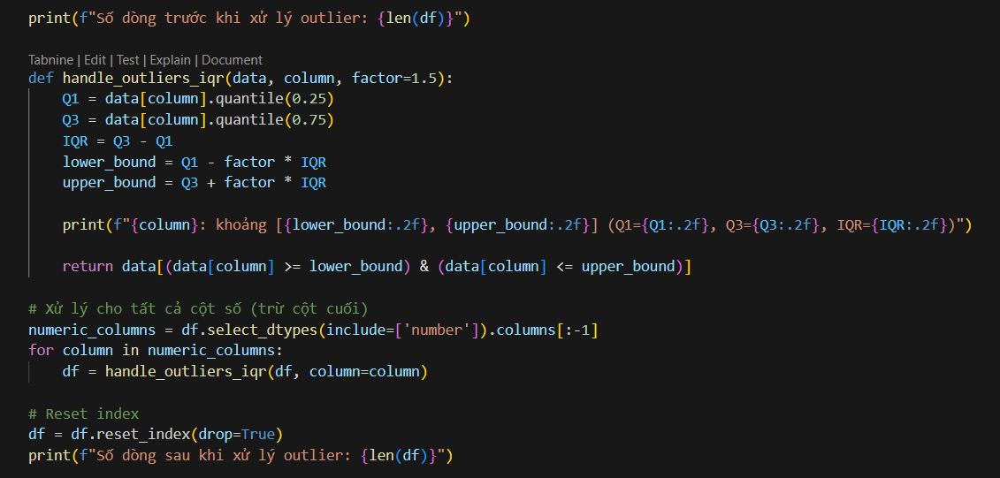 print(f"Số dòng trước khi xử lý outlier: {len(df)}")
Tabnine | Edit | Test | Explain | Document
def handle_outliers_iqr(data, column, factor=1.5):
    Q1 = data[column].quantile(0.25)
    Q3 = data[column].quantile(0.75)
    IQR = Q3 - Q1
    lower_bound = Q1 - factor * IQR
    upper_bound = Q3 + factor * IQR
    print(f"{column}: khoảng [{lower_bound:.2f}, {upper_bound:.2f}] (Q1={Q1:.2f}, Q3={Q3:.2f}, IQR={IQR:.2f})")
    return data[(data[column] >= lower_bound) & (data[column] <= upper_bound)]
# Xử lý cho tất cả cột số (trừ cột cuối)
numeric_columns = df.select_dtypes(include=['number']).columns[:-1]
for column in numeric_columns:
    df = handle_outliers_iqr(df, column=column)
# Reset index
df = df.reset_index(drop=True)
print(f"Số dòng sau khi xử lý outlier: {len(df)}")